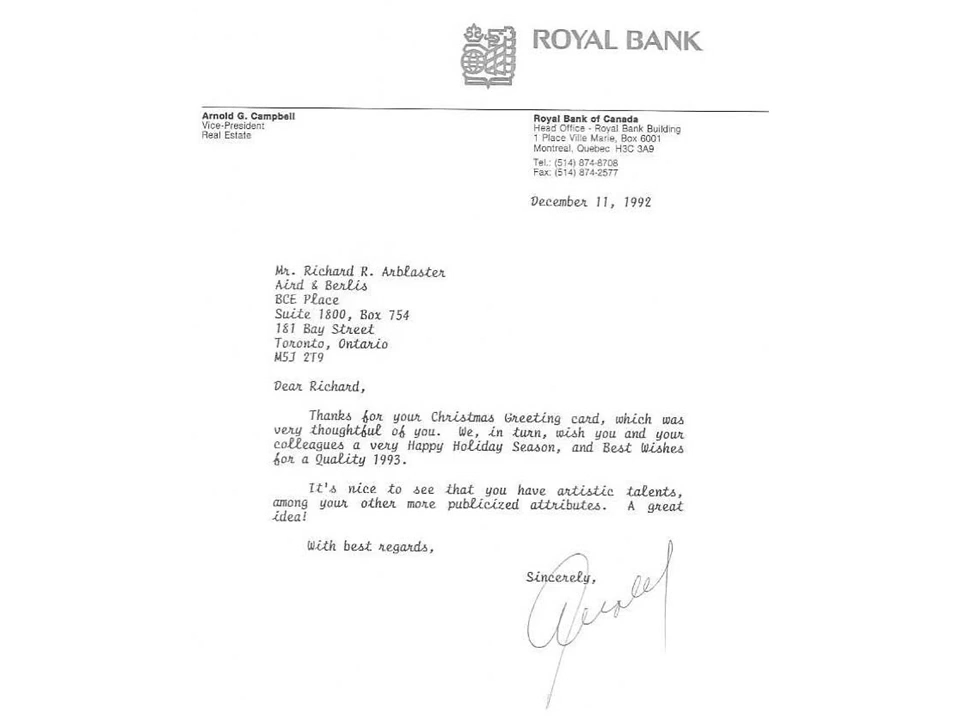 ROYAL BANK
Arnold G. Campbell
Vice-President
Real Estate
Royal Bank of Canada
Head Office - Royal Bank Building
1 Place Ville Marie, Box 6001
Montreal, Quebec H3C 3A9
Tel.: (514) 874-8708
Fax: (514) 874-2577
December 11, 1992
Mr. Richard R. Arblaster
Aird & Berlis
BCE Place
Suite 1800, Box 754
181 Bay Street
Toronto, Ontario
M5J 2T9
Dear Richard,
Thanks for your Christmas Greeting card, which was
very thoughtful of you. We, in turn, wish you and your
colleagues a very Happy Holiday Season, and Best Wishes
for a Quality 1993.
It's nice to see that you have artistic talents,
among your other more publicized attributes. A great
idea!
With best regards,
Sincerely,
Arnold